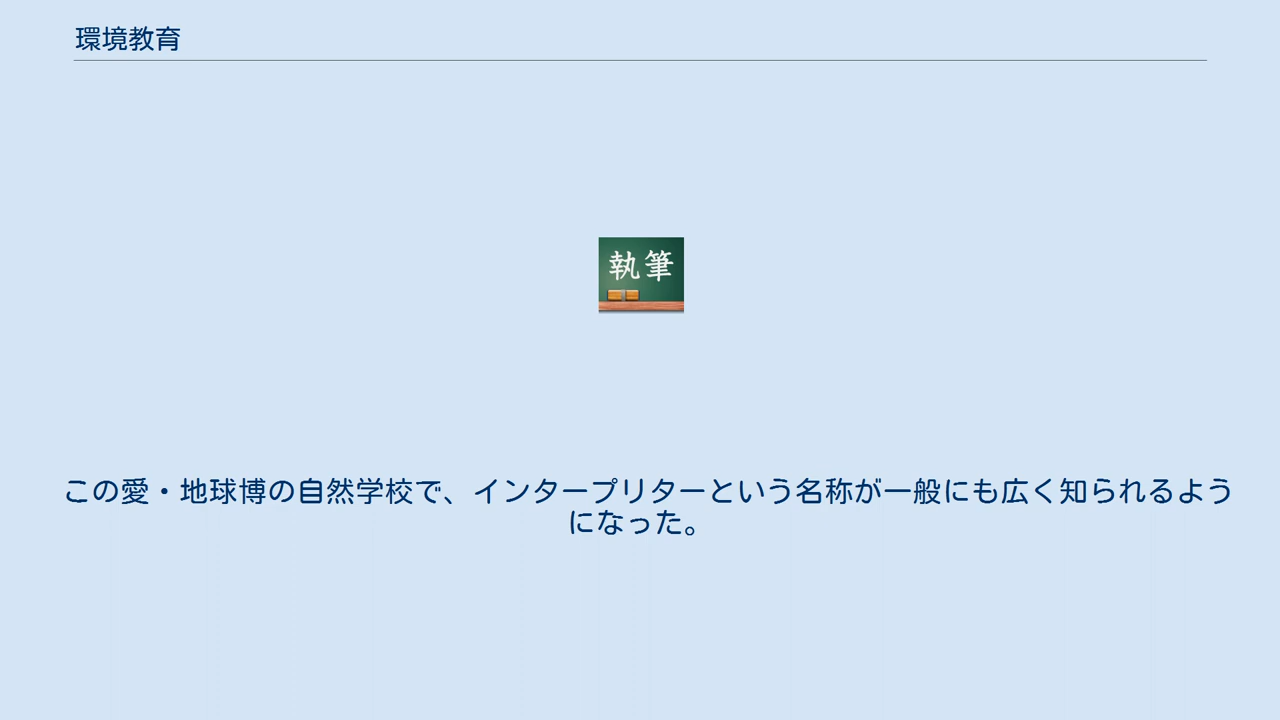 環境教育
執筆
この愛・地球博の自然学校で、インタープリターという名称が一般にも広く知られるよう
になった。